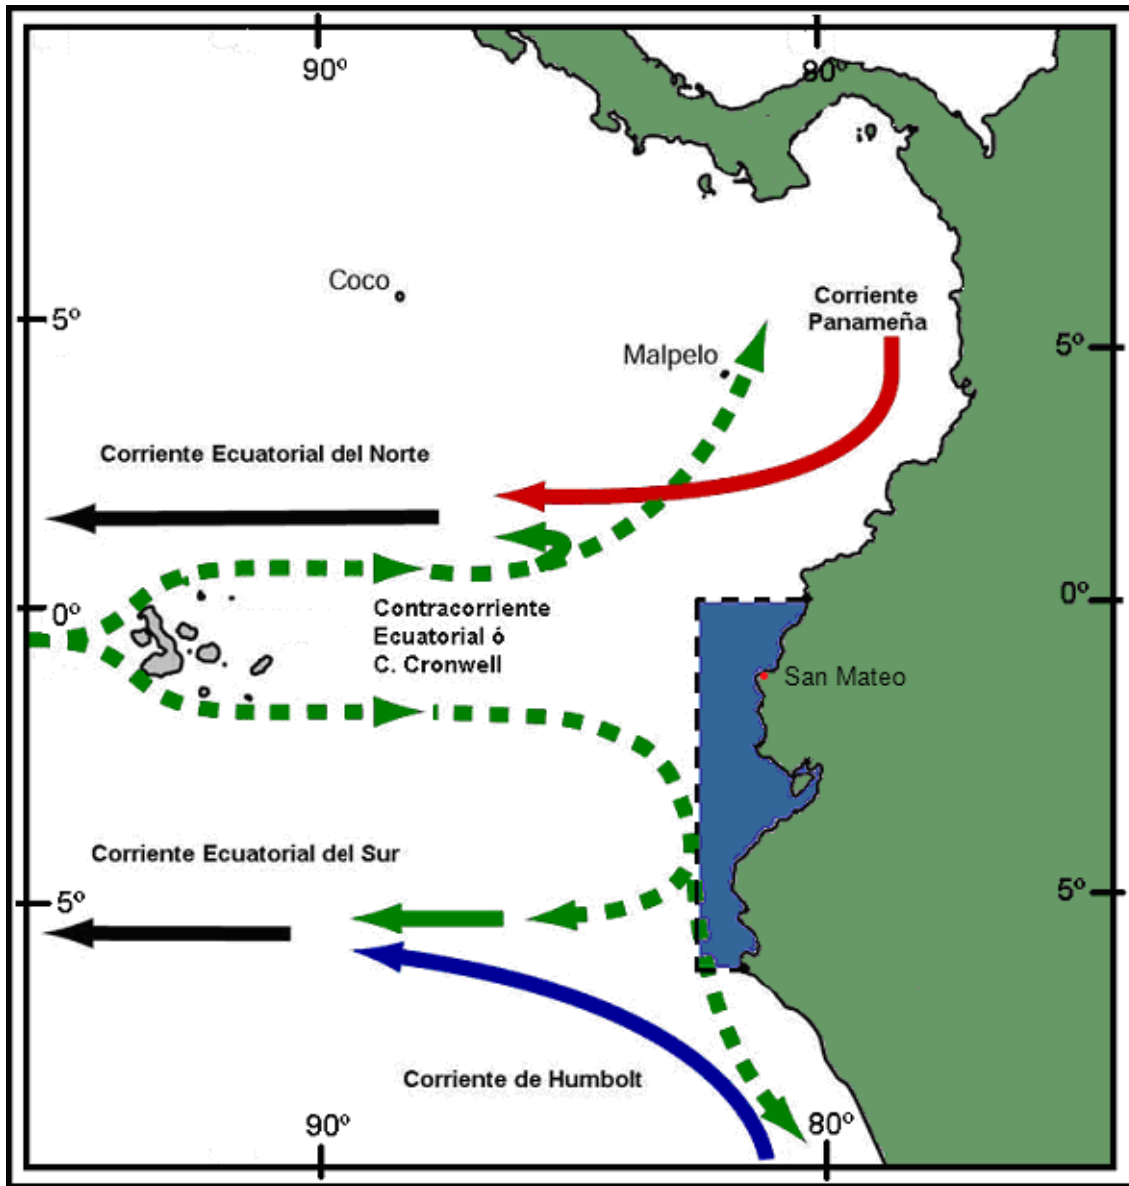 90º
80º
Coco
Corriente
Panameña
5º
5º
Malpelo
Corriente Ecuatorial del Norte
0º
0º
Contracorriente
Ecuatorial ó
C. Cronwell
San Mateo
Corriente Ecuatorial del Sur
5º
5º
Corriente de Humbolt
90º
80º